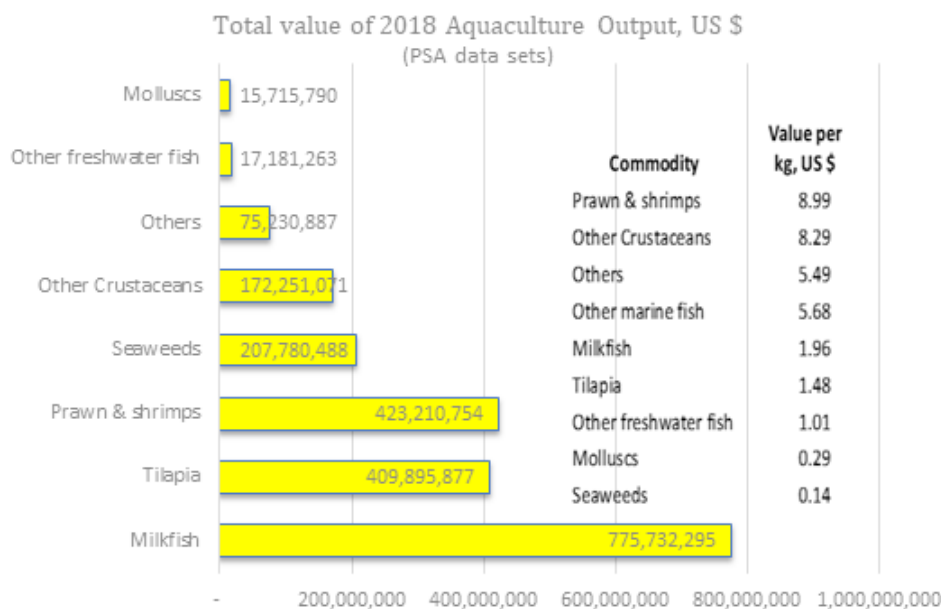 Total value of 2018 Aquaculture Output, US $
(PSA data sets)
Molluscs 15,715,790
Other freshwater fish 17,181,263
Others 75,230,887
Other Crustaceans 172,251,071
Seaweeds 207,780,488
Prawn & shrimps 423,210,754
Tilapia 409,895,877
Milkfish 775,732,295
- 200,000,000 400,000,000 600,000,000 800,000,000 1,000,000,000
Commodity Value per
kg, US $
Prawn & shrimps 8.99
Other Crustaceans 8.29
Others 5.49
Other marine fish 5.68
Milkfish 1.96
Tilapia 1.48
Other freshwater fish 1.01
Molluscs 0.29
Seaweeds 0.14